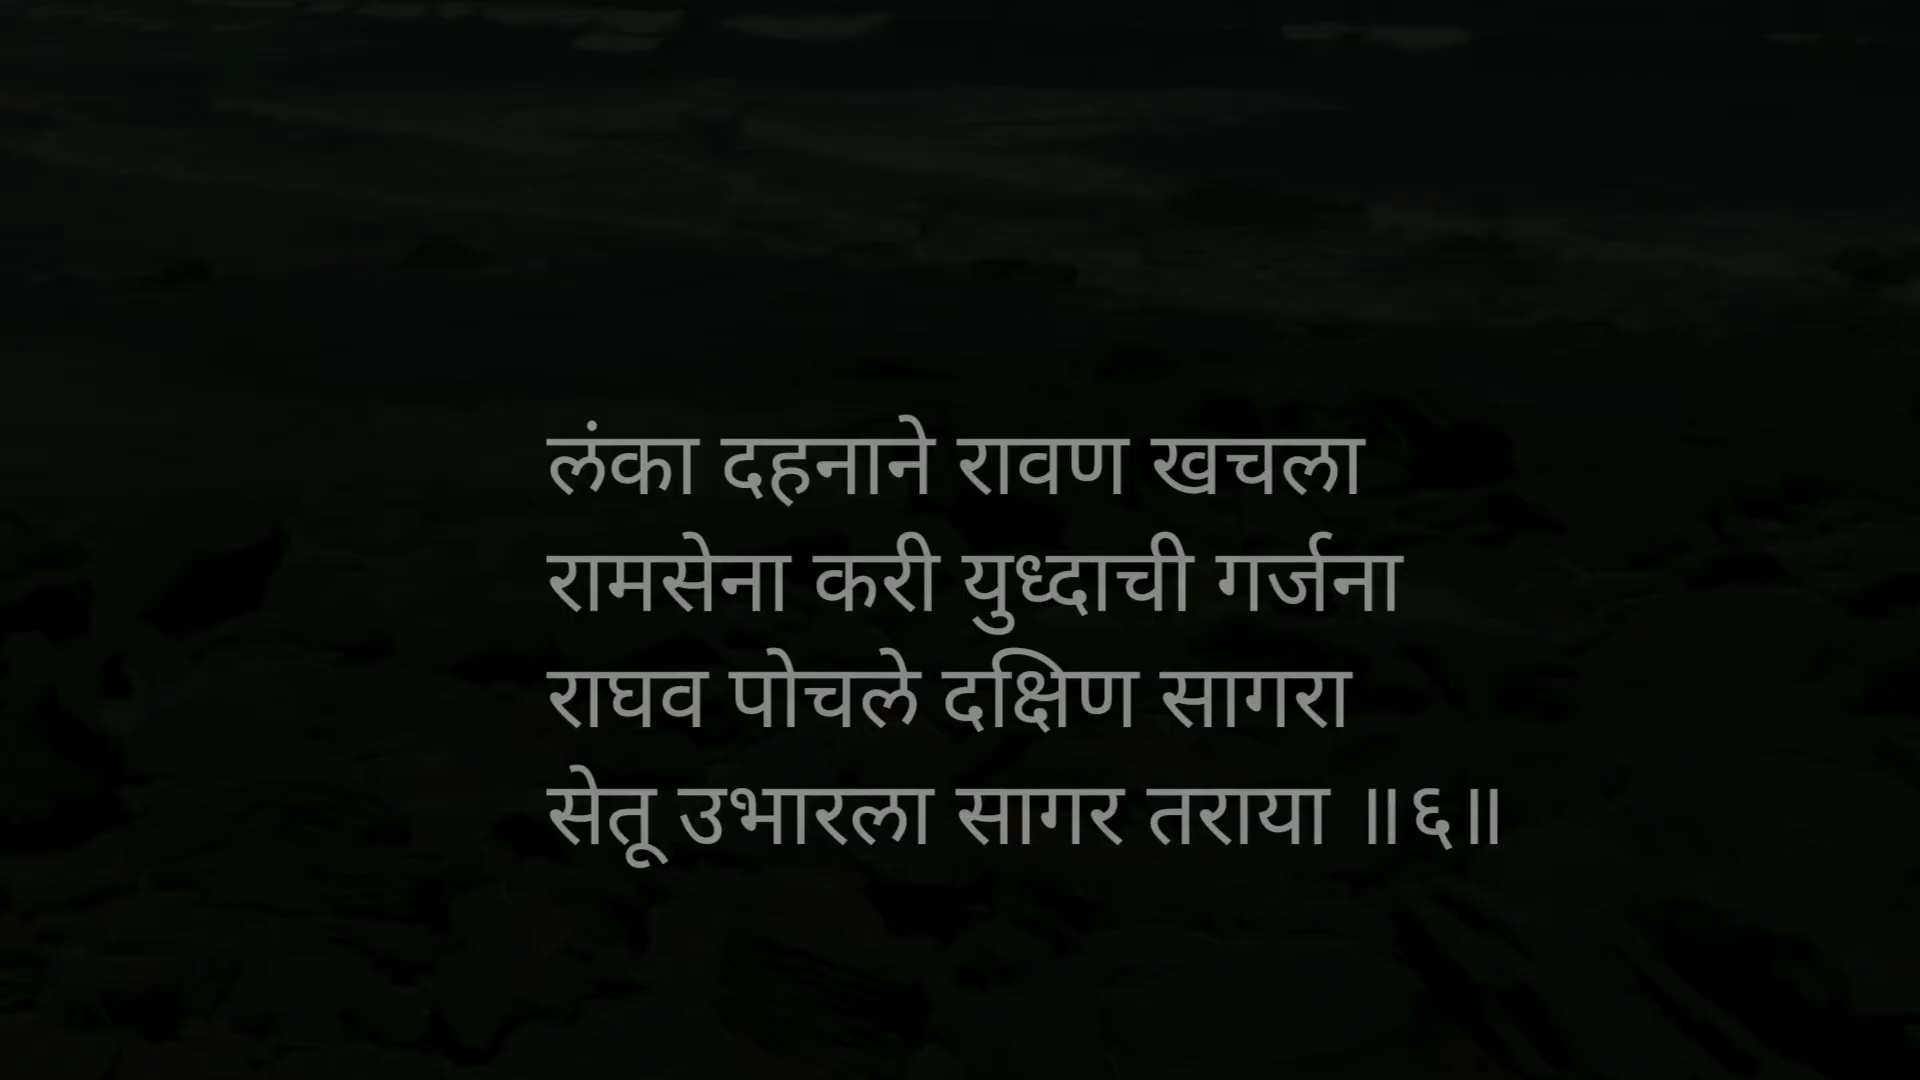 लंका दहनाने रावण खचला
रामसेना करी युध्दाची गर्जना
राघव पोचले दक्षिण सागरा
सेतू उभारला सागर तराया ॥६॥